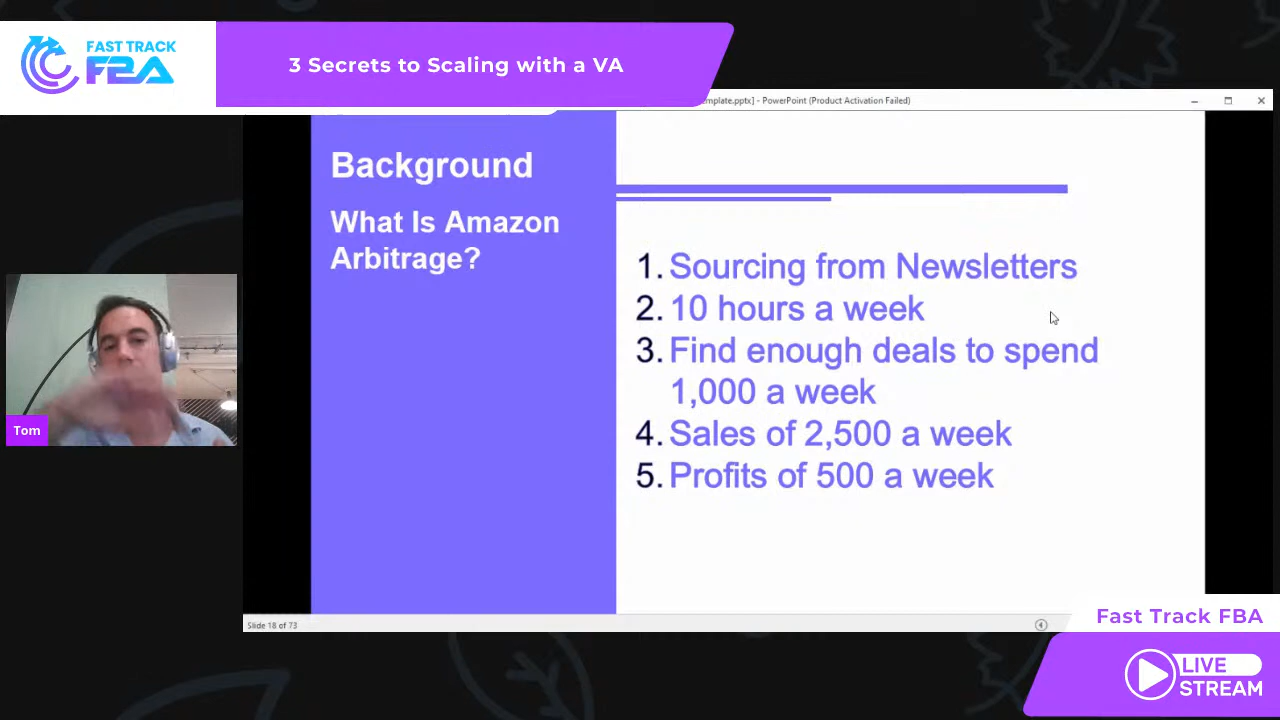 FAST TRACK
FBA
3 Secrets to Scaling with a VA
emplate.pptx] - PowerPoint (Product Activation Failed)
Background
What Is Amazon
Arbitrage?
1. Sourcing from Newsletters
2. 10 hours a week
3. Find enough deals to spend
1,000 a week
4. Sales of 2,500 a week
5. Profits of 500 a week
Tom
Slide 18 of 73
Fast Track FBA
LIVE
STREAM